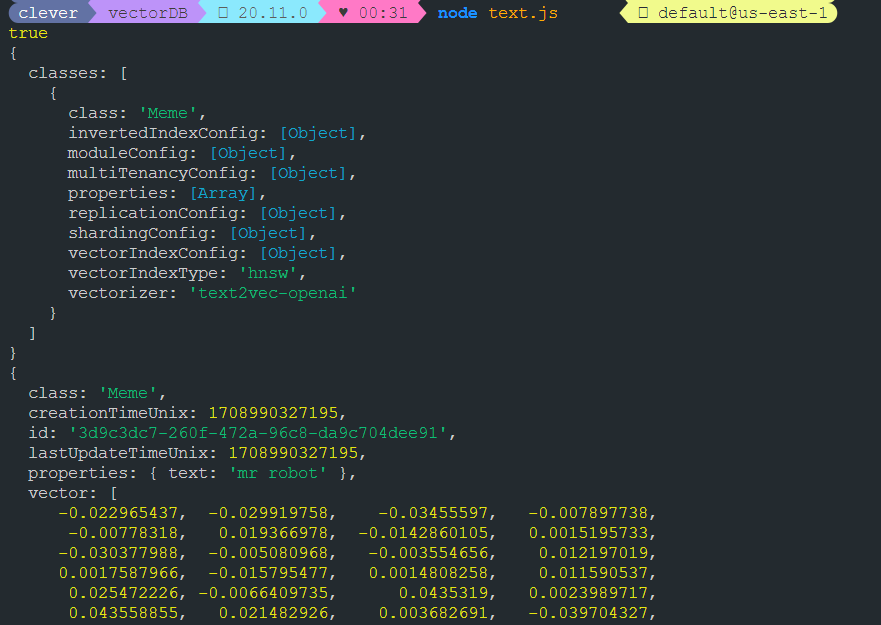 clever vectorDB 20.11.0 ♥ 00:31 node text.js default@us-east-1
true
{
  classes: [
    {
      class: 'Meme',
      invertedIndexConfig: [Object],
      moduleConfig: [Object],
      multiTenancyConfig: [Object],
      properties: [Array],
      replicationConfig: [Object],
      shardingConfig: [Object],
      vectorIndexConfig: [Object],
      vectorIndexType: 'hnsw',
      vectorizer: 'text2vec-openai'
    }
  ]
}
{
  class: 'Meme',
  creationTimeUnix: 1708990327195,
  id: '3d9c3dc7-260f-472a-96c8-da9c704dee91',
  lastUpdateTimeUnix: 1708990327195,
  properties: { text: 'mr robot' },
  vector: [
     -0.022965437,  -0.029919758,    -0.03455597,   -0.007897738,
      -0.00778318,   0.019366978,  -0.0142860105,   0.0015195733,
     -0.030377988,  -0.005080968,   -0.003554656,    0.012197019,
     0.0017587966,  -0.015795477,   0.0014808258,    0.011590537,
      0.025472226, -0.0066409735,      0.0435319,   0.0023989717,
      0.043558855,   0.021482926,    0.003682691,   -0.039704327,